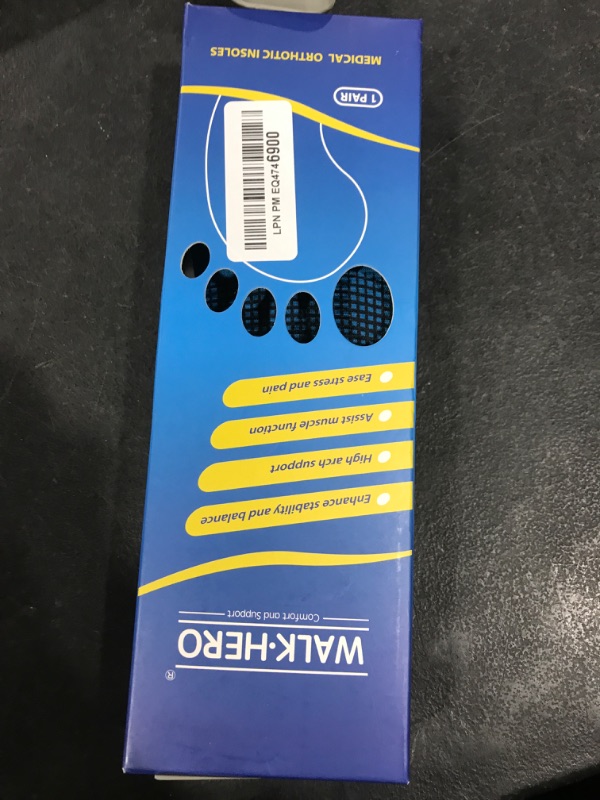 WALK·HERO®
Comfort and Support
Enhance stability and balance
High arch support
Assist muscle function
Ease stress and pain
LPN PM EQ4746900
1 PAIR
MEDICAL ORTHOTIC INSOLES